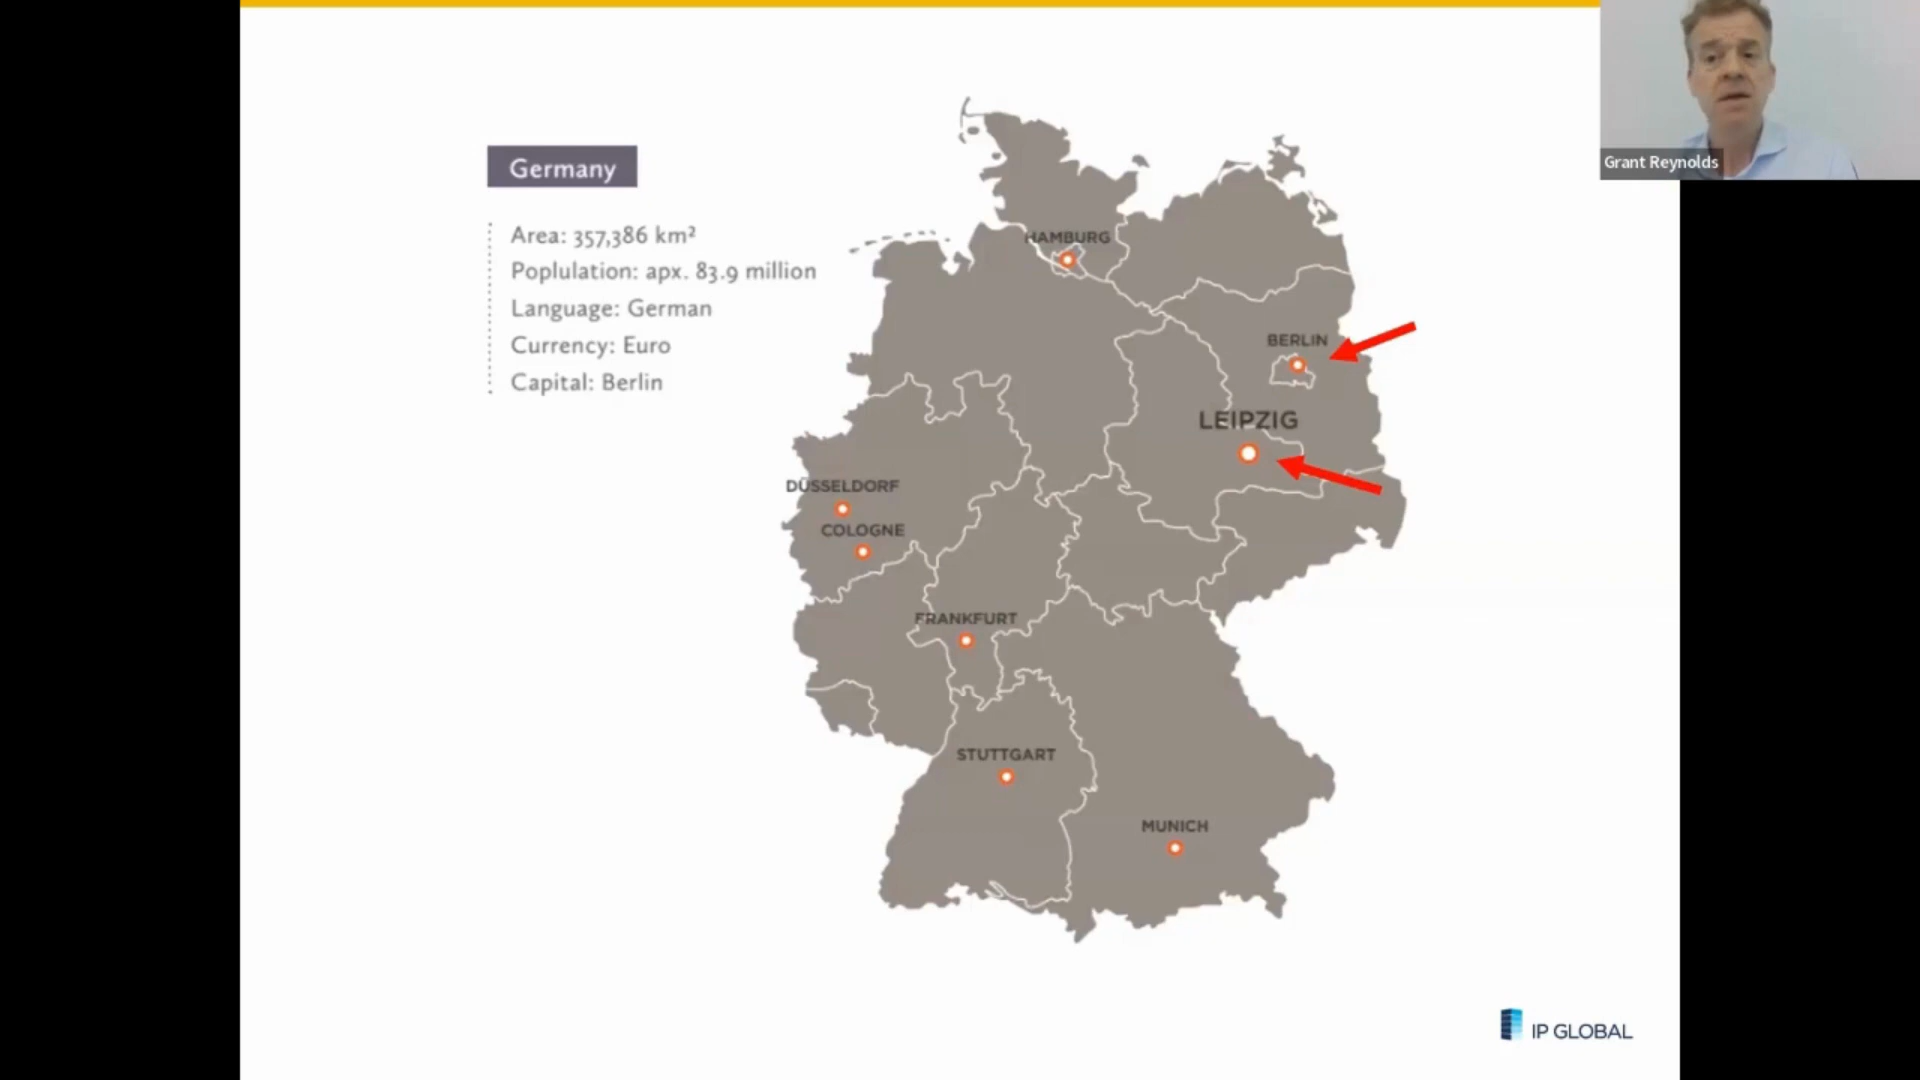 Germany
Area: 357,386 km²
Poplulation: apx. 83.9 million
Language: German
Currency: Euro
Capital: Berlin
HAMBURG
BERLIN
LEIPZIG
DÜSSELDORF
COLOGNE
FRANKFURT
STUTTGART
MUNICH
Grant Reynolds
IP GLOBAL